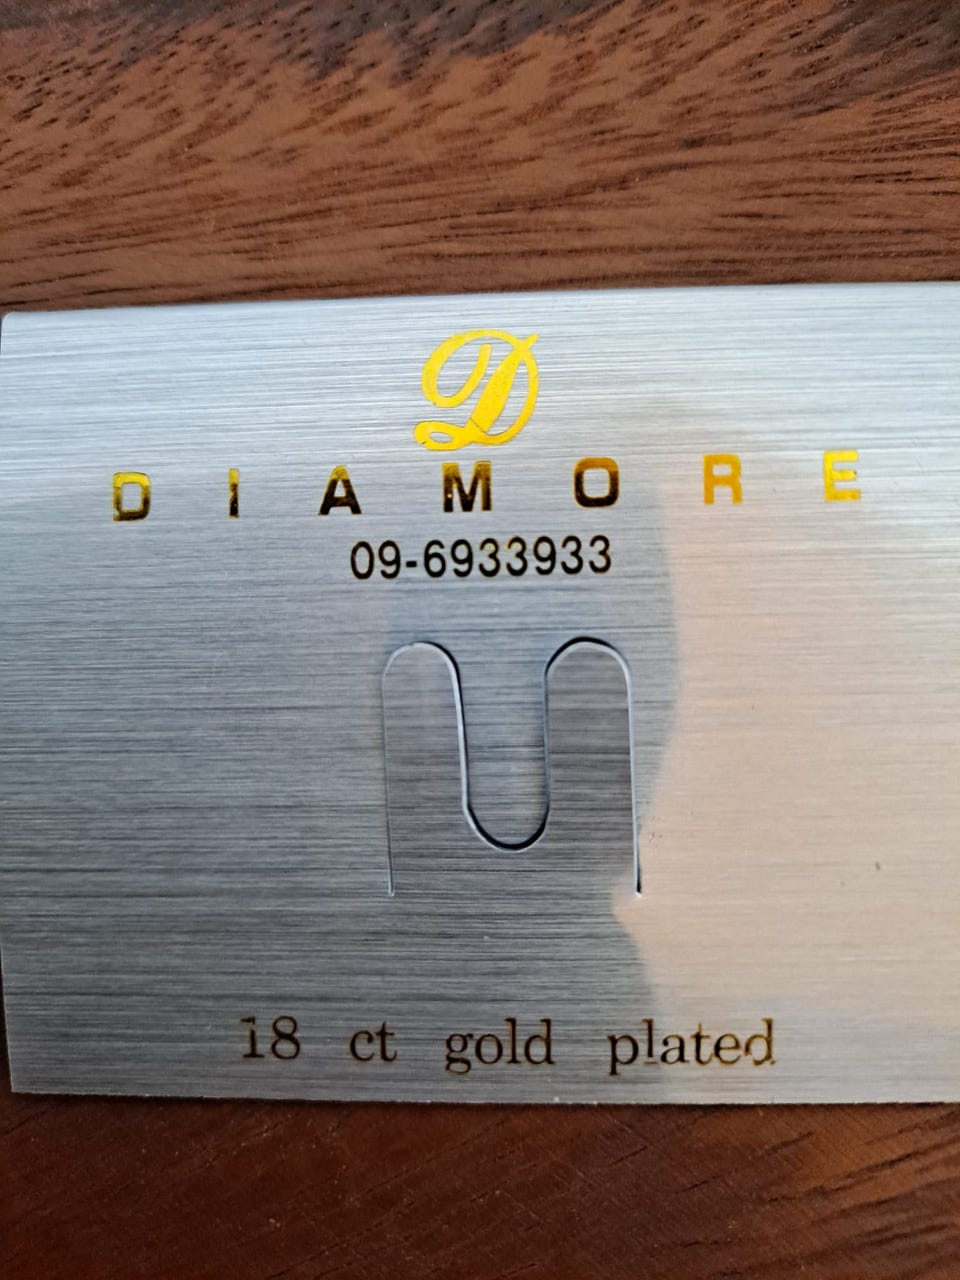 D
DIAMORE
09-6933933
18 ct gold plated